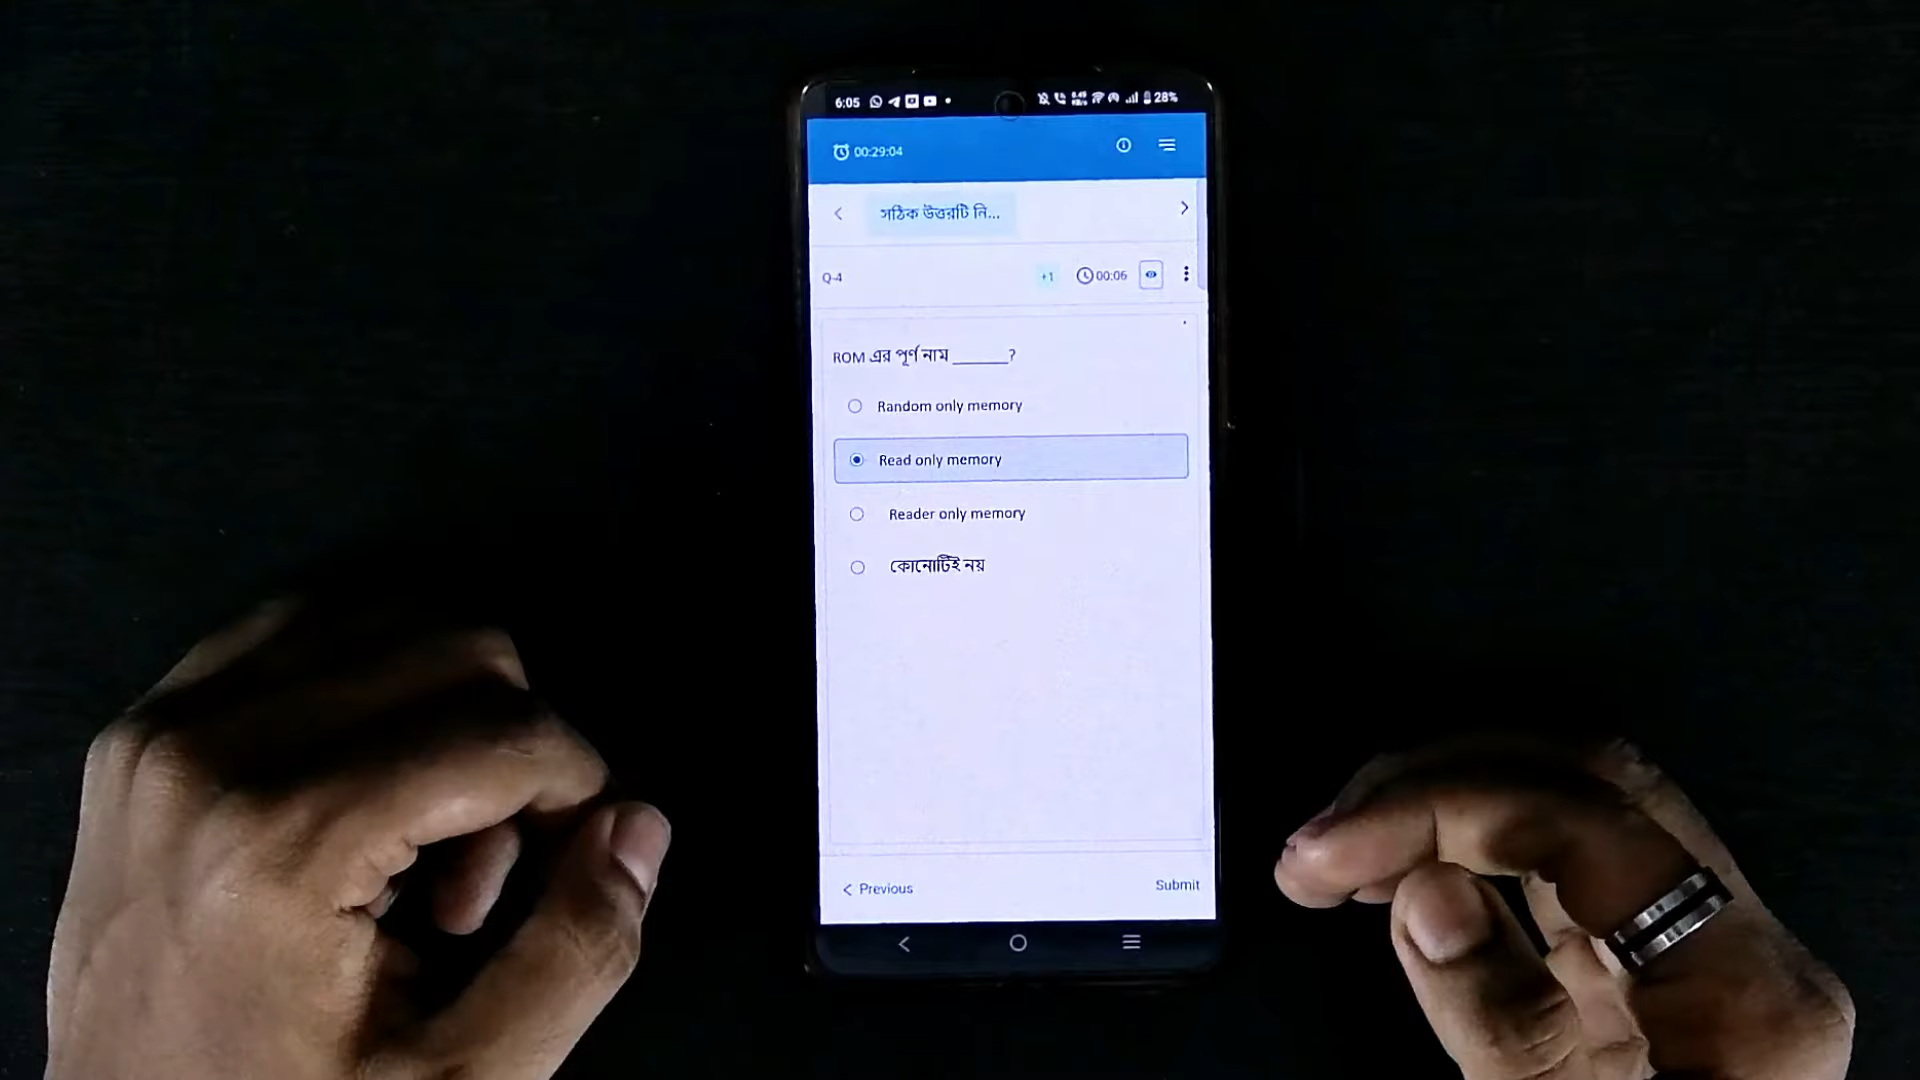 6:05
28%
00:29:04
সঠিক উত্তরটি নি...
Q-4
+1
00:06
ROM এর পূর্ণ নাম ______?
Random only memory
Read only memory
Reader only memory
কোনোটিই নয়
Previous
Submit